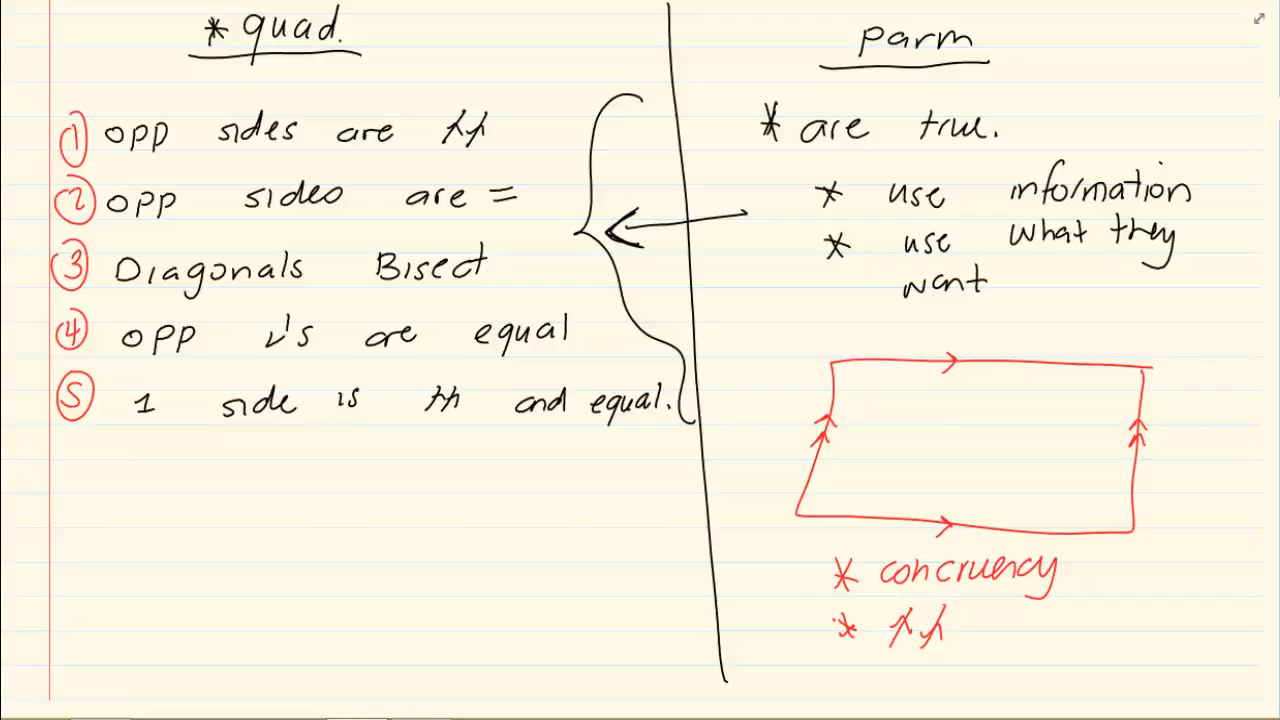 * quad.
① opp sides are //
② opp sides are =
③ Diagonals Bisect
④ opp ∠'s are equal
⑤ 1 side is // and equal.
parm
* are true.
* use information
* use what they
want
* concruency
* //